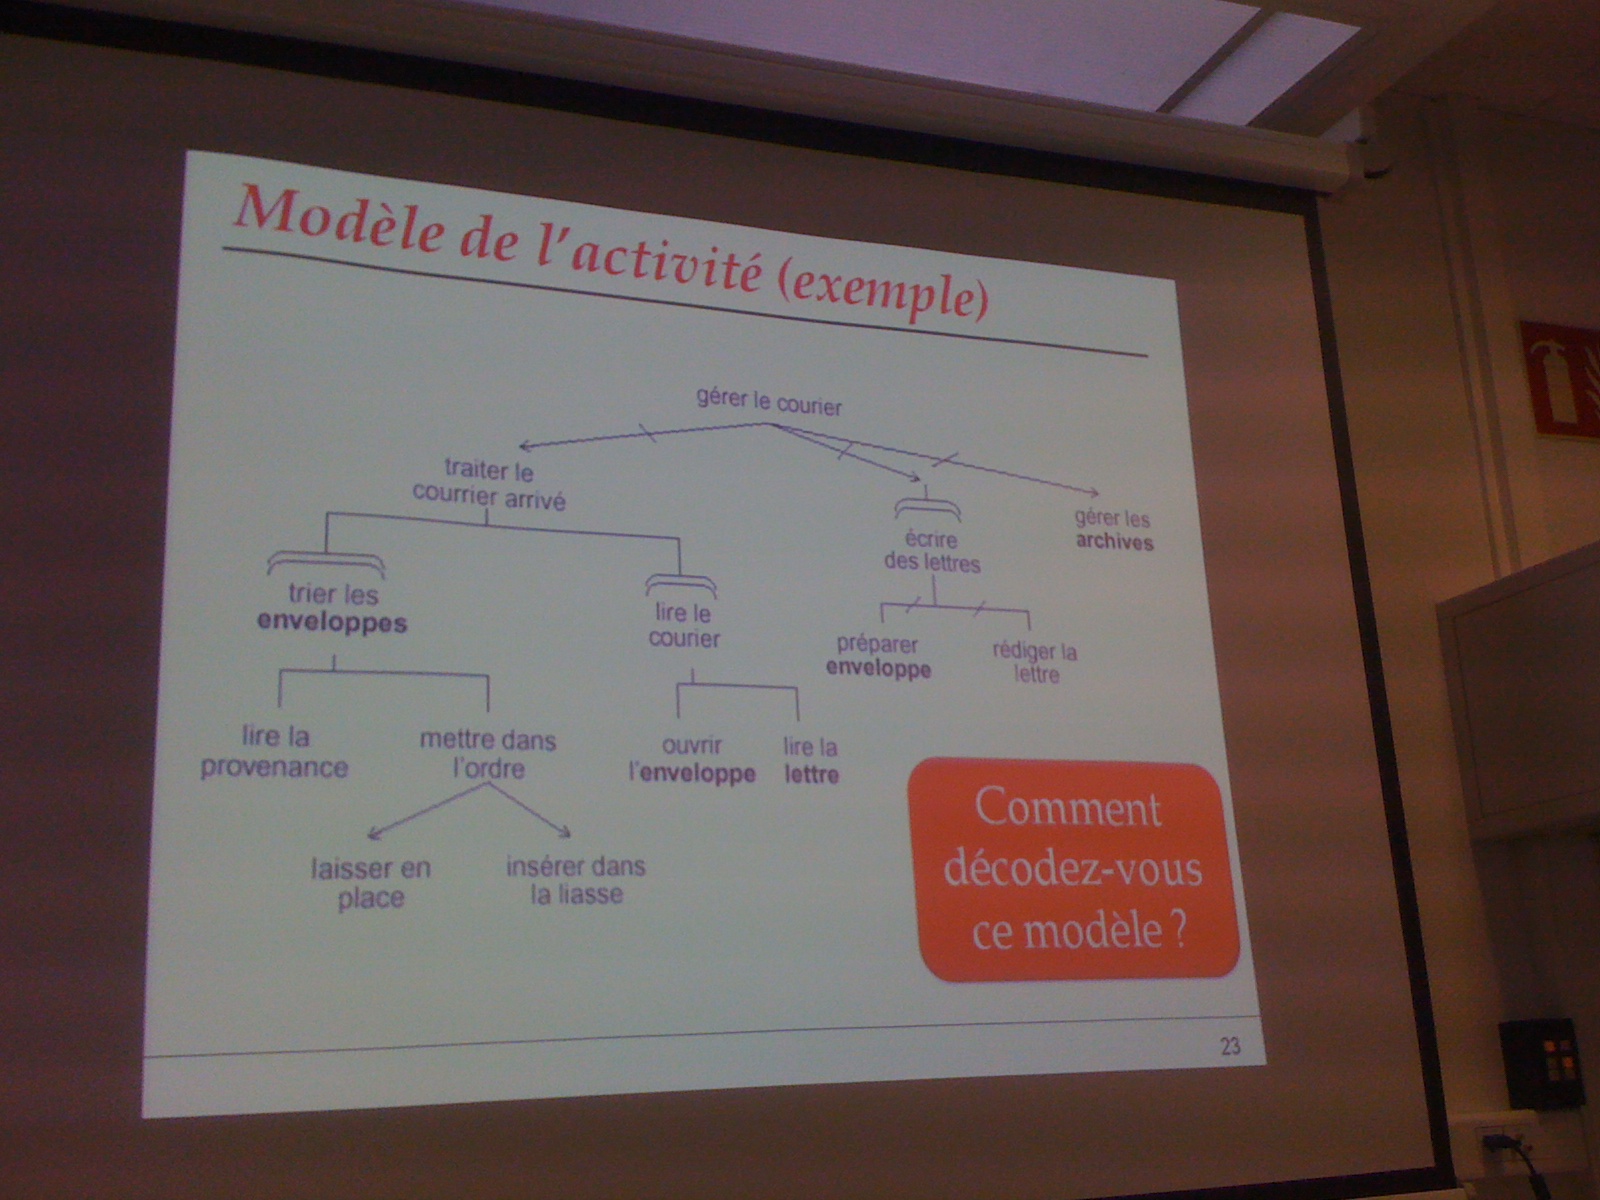 Modèle de l'activité (exemple)
gérer le courier
traiter le
courrier arrivé
écrire
des lettres
gérer les
archives
trier les
enveloppes
lire le
courier
préparer
enveloppe
rédiger la
lettre
lire la
provenance
mettre dans
l'ordre
ouvrir
l'enveloppe
lire la
lettre
laisser en
place
insérer dans
la liasse
Comment
décodez-vous
ce modèle ?
23